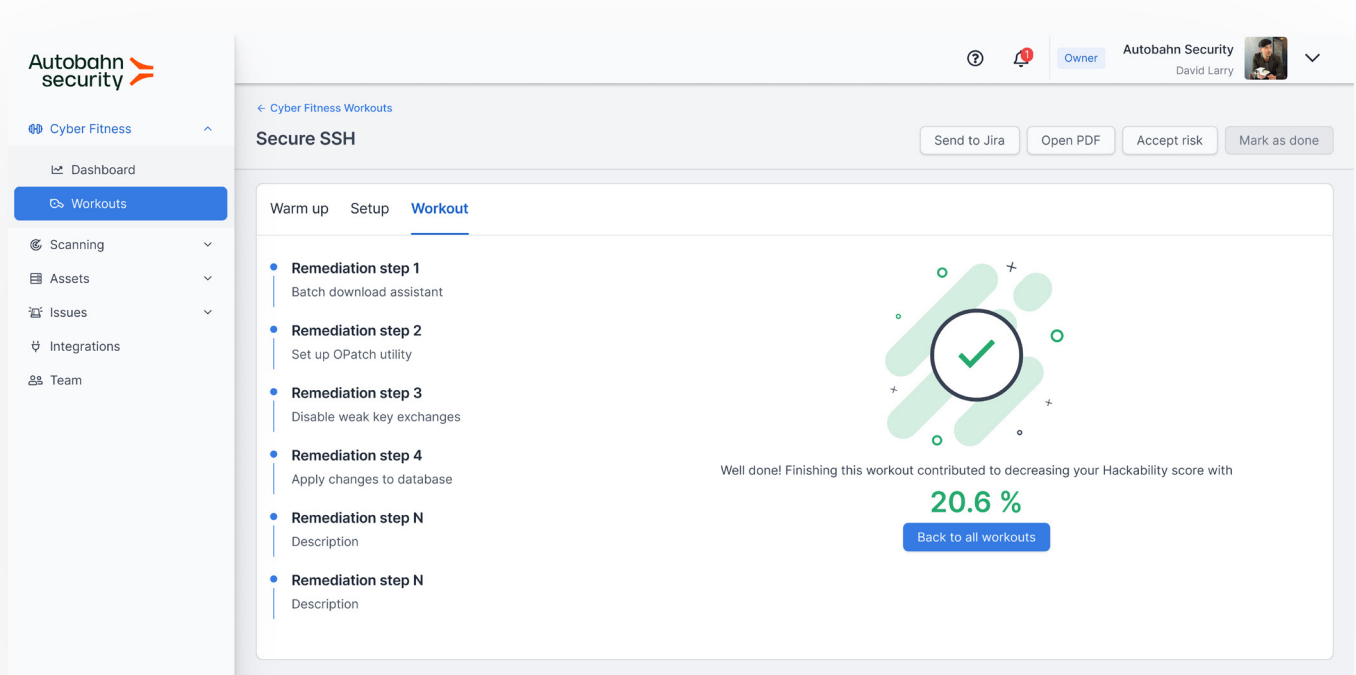 Autobahn
security
Cyber Fitness
Dashboard
Workouts
Scanning
Assets
Issues
Integrations
Team
1
Owner
Autobahn Security
David Larry
← Cyber Fitness Workouts
Secure SSH
Send to Jira
Open PDF
Accept risk
Mark as done
Warm up
Setup
Workout
Remediation step 1
Batch download assistant
Remediation step 2
Set up OPatch utility
Remediation step 3
Disable weak key exchanges
Remediation step 4
Apply changes to database
Remediation step N
Description
Remediation step N
Description
Well done! Finishing this workout contributed to decreasing your Hackability score with
20.6 %
Back to all workouts